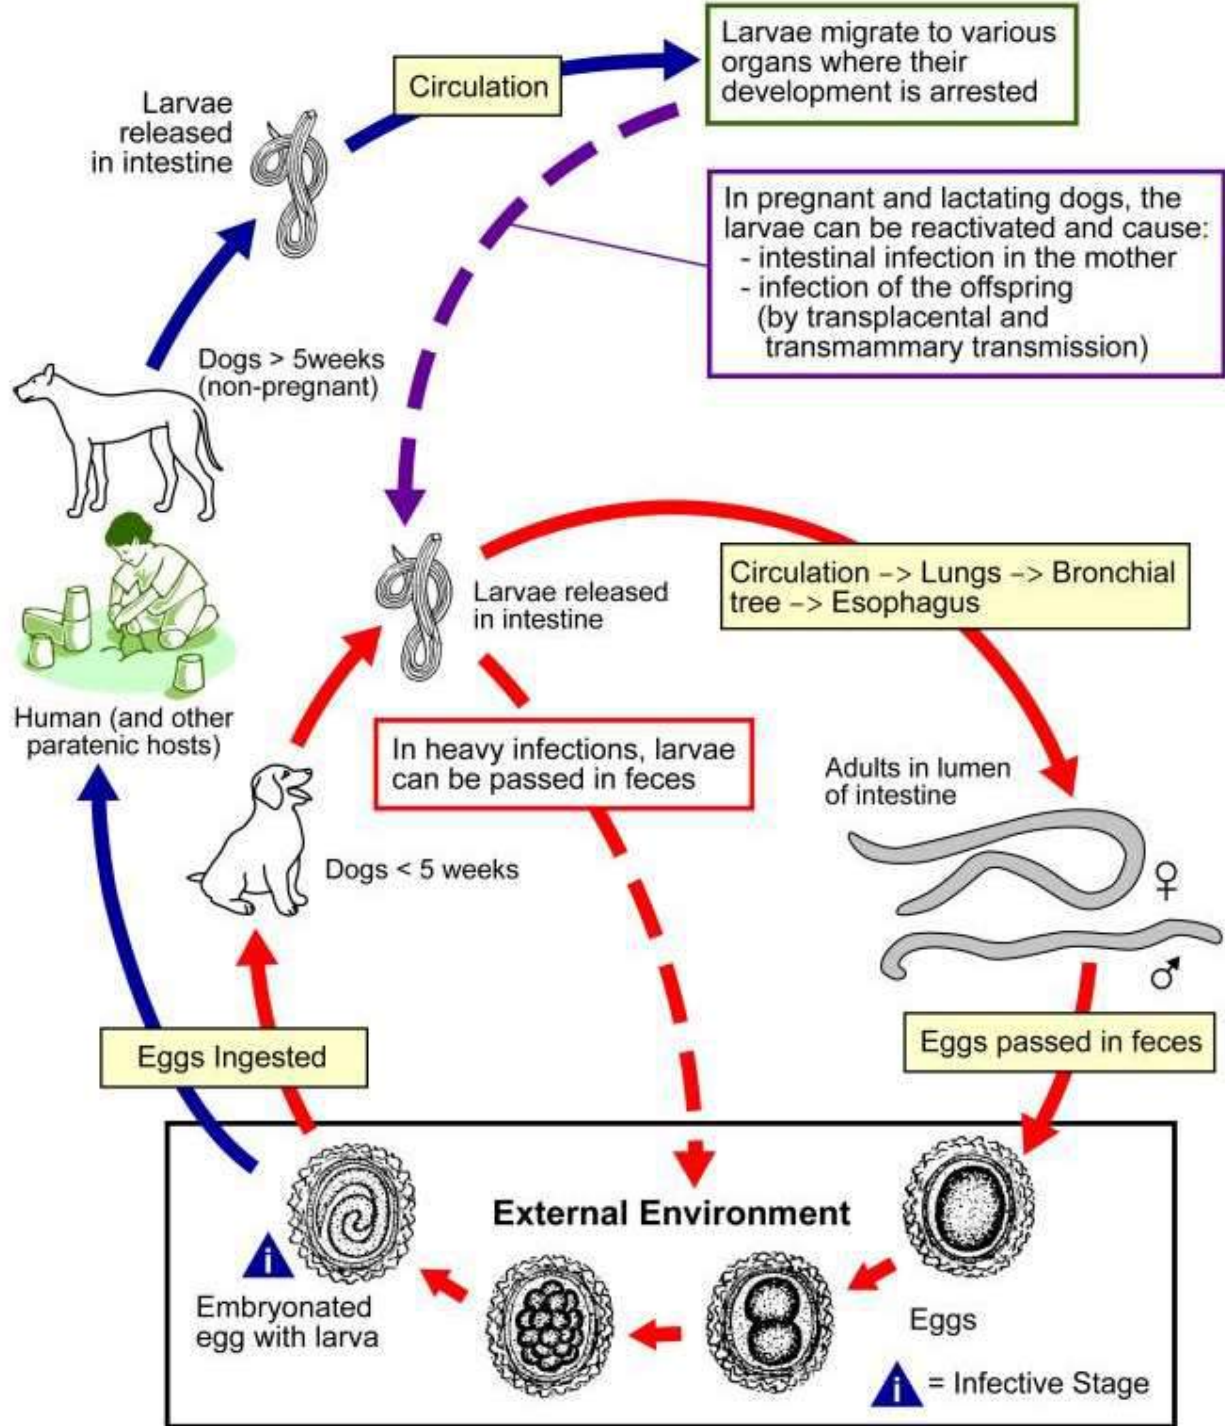 Larvae migrate to various
organs where their
development is arrested
Circulation
Larvae
released
in intestine
In pregnant and lactating dogs, the
larvae can be reactivated and cause:
- intestinal infection in the mother
- infection of the offspring
(by transplacental and
transmammary transmission)
Dogs > 5weeks
(non-pregnant)
Circulation –> Lungs –> Bronchial
tree –> Esophagus
Larvae released
in intestine
Human (and other
paratenic hosts)
In heavy infections, larvae
can be passed in feces
Adults in lumen
of intestine
♀
Dogs < 5 weeks
♂
Eggs Ingested
Eggs passed in feces
External Environment
i
Embryonated
egg with larva
Eggs
i = Infective Stage